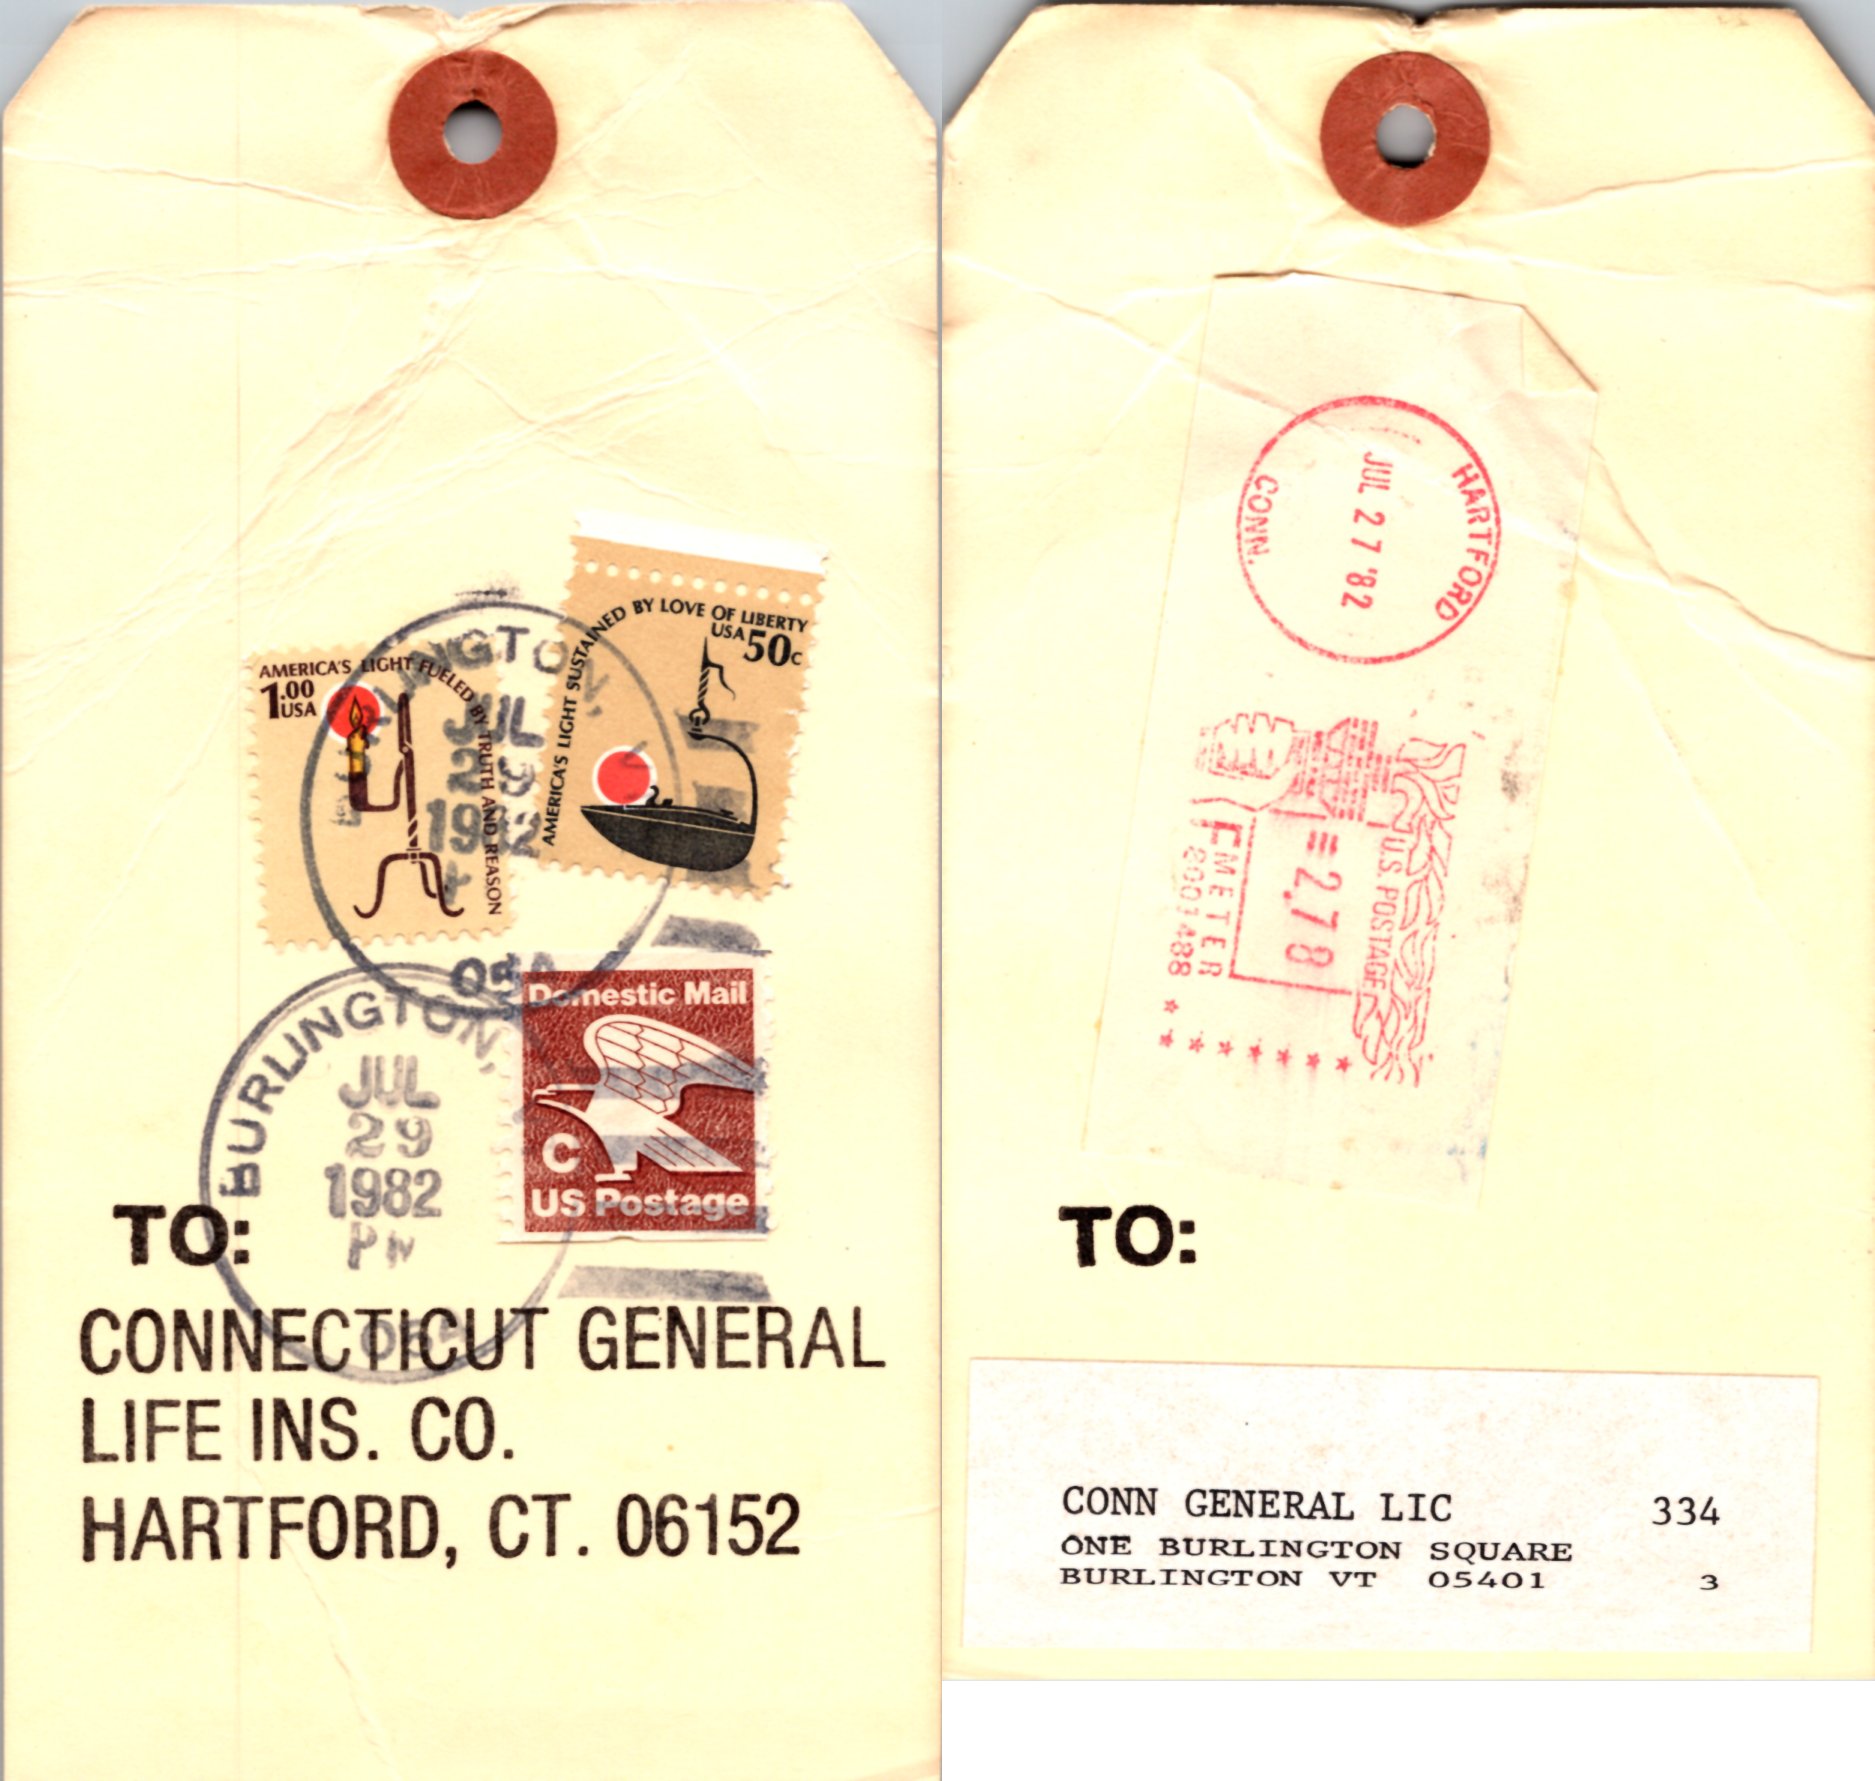 AMERICA'S LIGHT SUSTAINED BY LOVE OF LIBERTY
USA 50c
AMERICA'S LIGHT FUELED BY TRUTH AND REASON
1.00
USA
BURLINGTON,
JUL
29
1982
Domestic Mail
C
US Postage
BURLINGTON,
JUL
29
1982
PM
TO:
CONNECTICUT GENERAL
LIFE INS. CO.
HARTFORD, CT. 06152
HARTFORD
JUL 27 '82
CONN.
U.S. POSTAGE
2.78
METER
2001488
TO:
CONN GENERAL LIC 334
ONE BURLINGTON SQUARE
BURLINGTON VT 05401 3